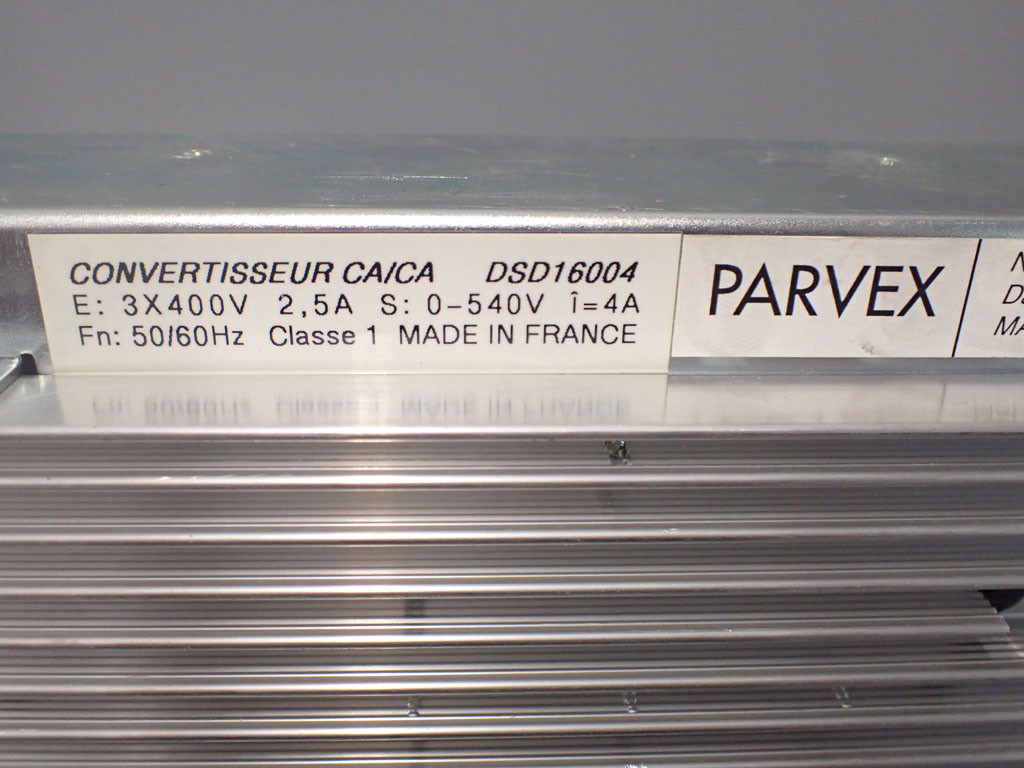 CONVERTISSEUR CA/CA DSD16004
E: 3X400V 2,5A S: 0-540V î=4A
Fn: 50/60Hz Classe 1 MADE IN FRANCE
PARVEX